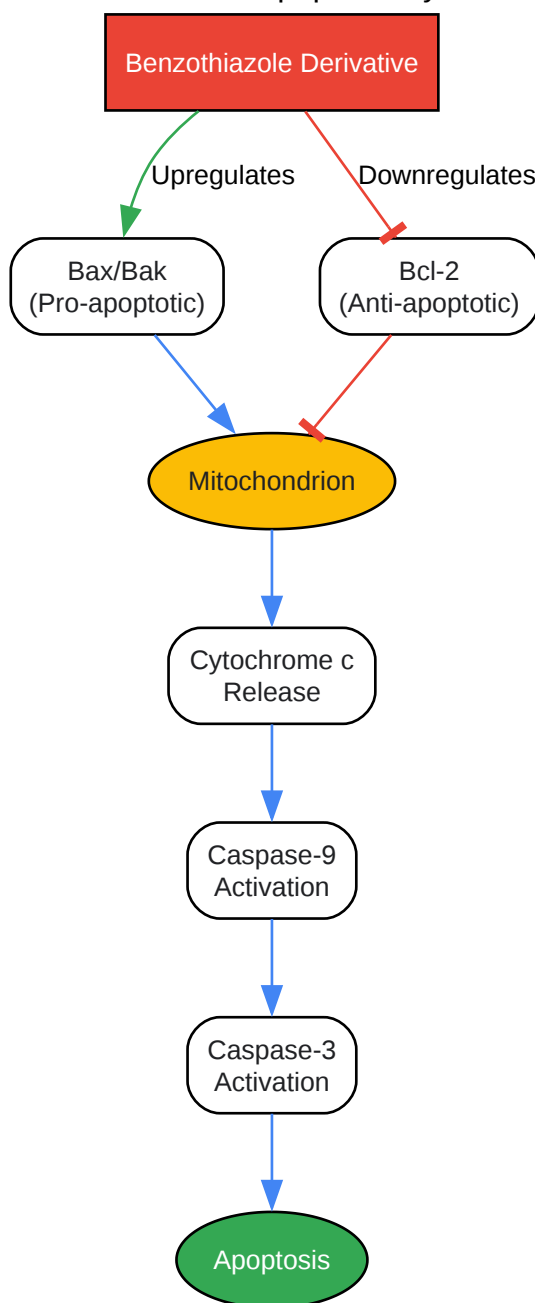 Benzothiazole Derivative
Upregulates
Downregulates
Bax/Bak
(Pro-apoptotic)
Bcl-2
(Anti-apoptotic)
Mitochondrion
Cytochrome c
Release
Caspase-9
Activation
Caspase-3
Activation
Apoptosis